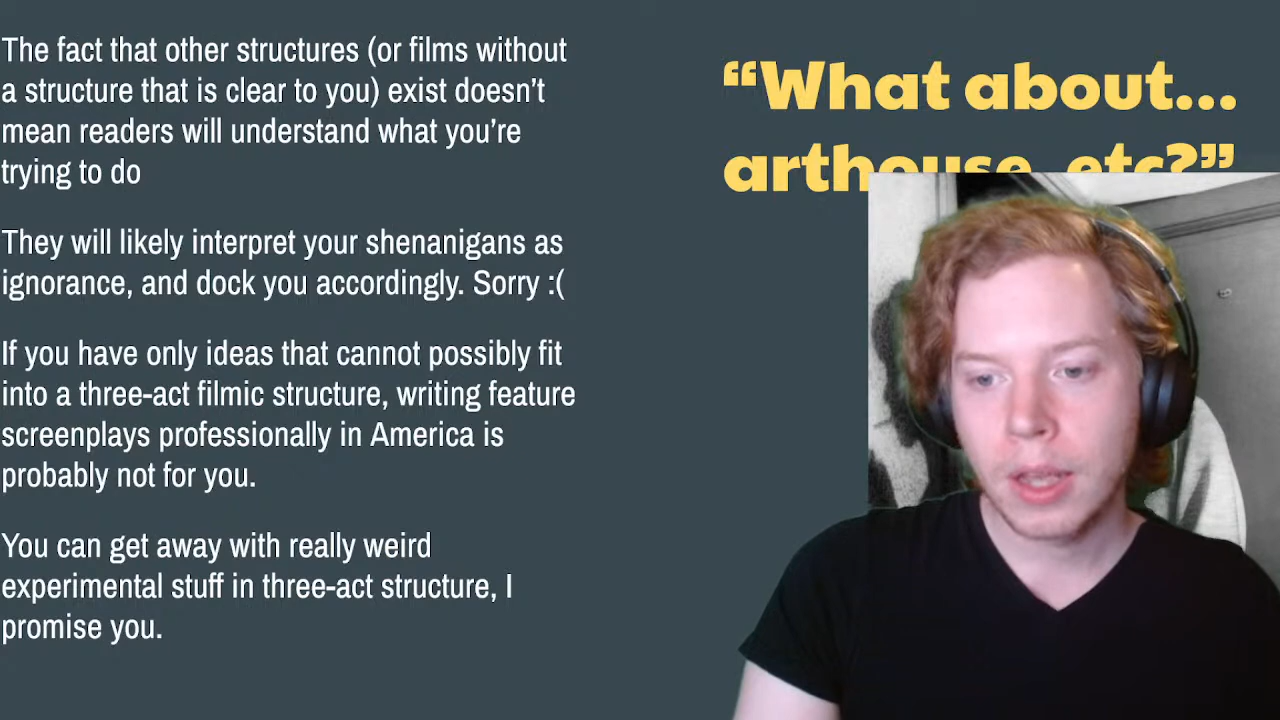 The fact that other structures (or films without
a structure that is clear to you) exist doesn’t
mean readers will understand what you’re
trying to do
They will likely interpret your shenanigans as
ignorance, and dock you accordingly. Sorry :(
If you have only ideas that cannot possibly fit
into a three-act filmic structure, writing feature
screenplays professionally in America is
probably not for you.
You can get away with really weird
experimental stuff in three-act structure, I
promise you.
“What about...
arthouse, etc?”